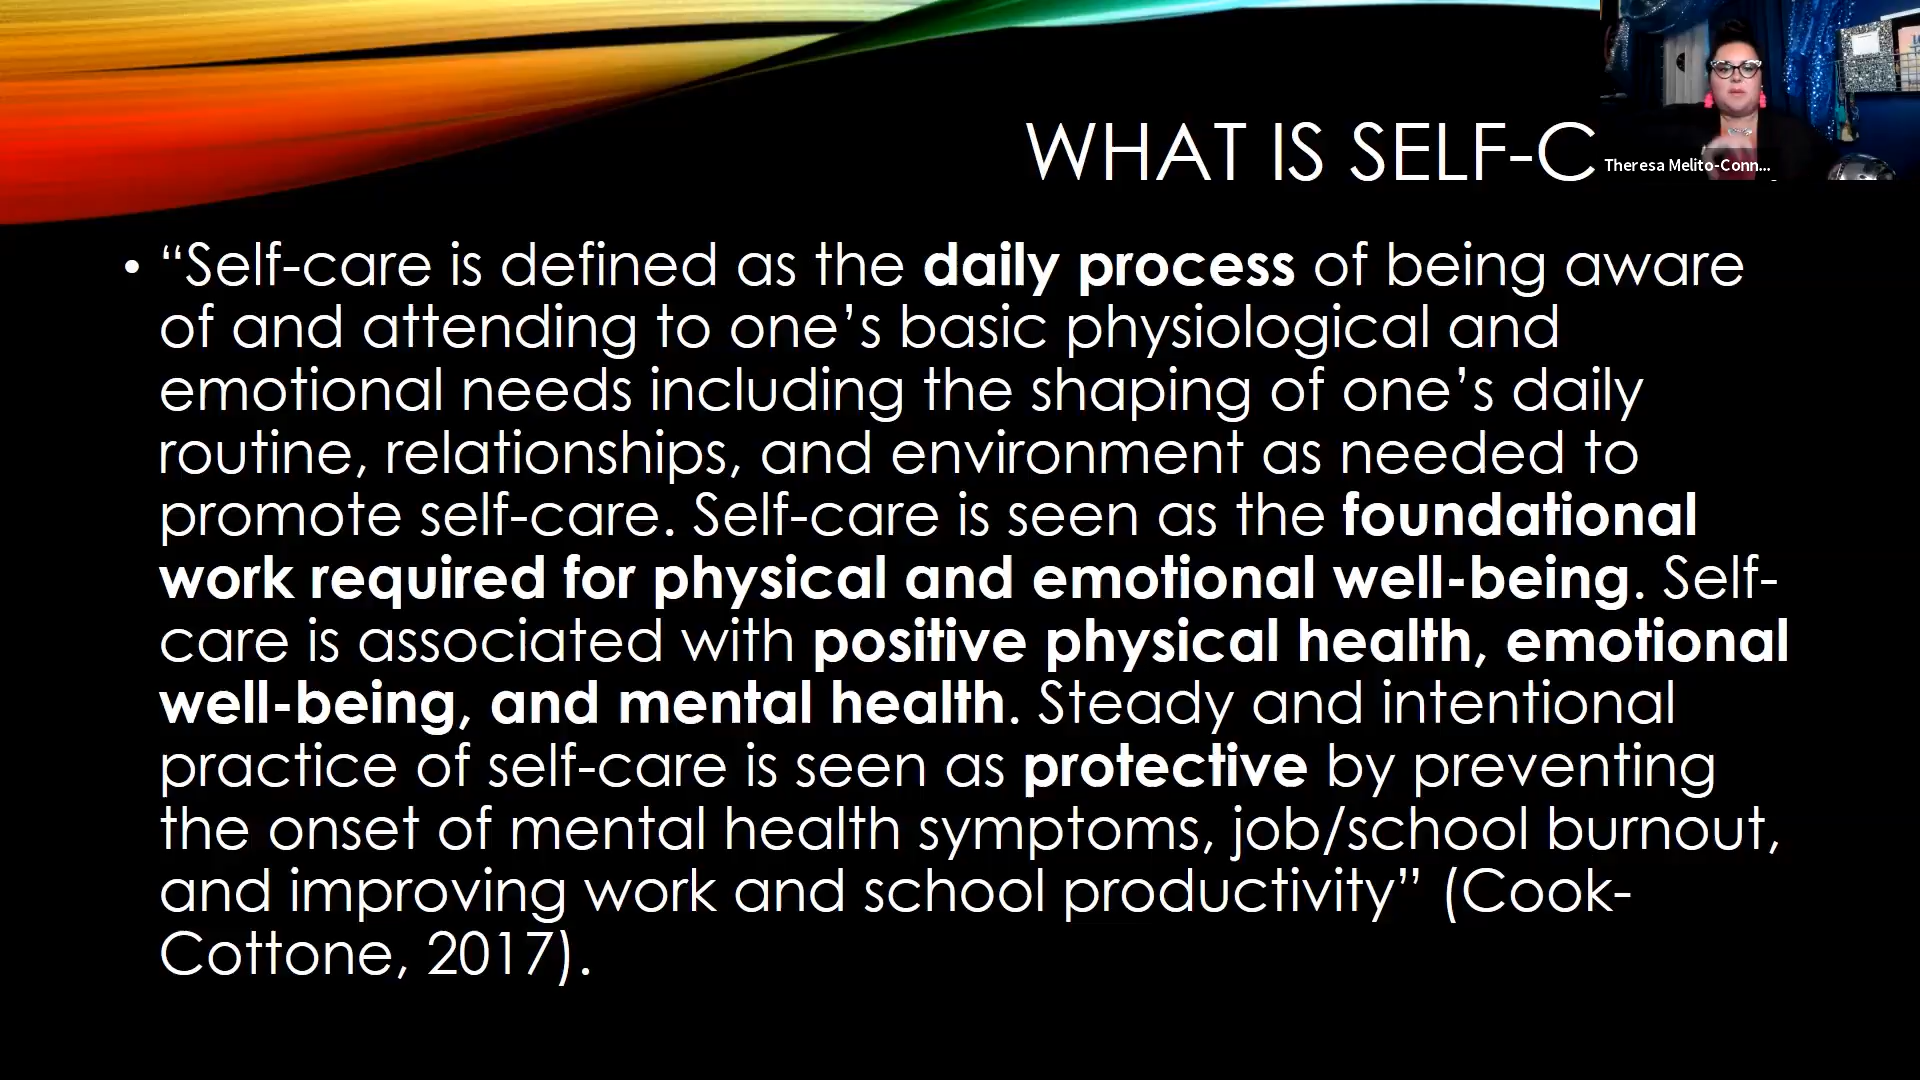 WHAT IS SELF-C
Theresa Melito-Conn...
• “Self-care is defined as the daily process of being aware
of and attending to one’s basic physiological and
emotional needs including the shaping of one’s daily
routine, relationships, and environment as needed to
promote self-care. Self-care is seen as the foundational
work required for physical and emotional well-being. Self-
care is associated with positive physical health, emotional
well-being, and mental health. Steady and intentional
practice of self-care is seen as protective by preventing
the onset of mental health symptoms, job/school burnout,
and improving work and school productivity” (Cook-
Cottone, 2017).